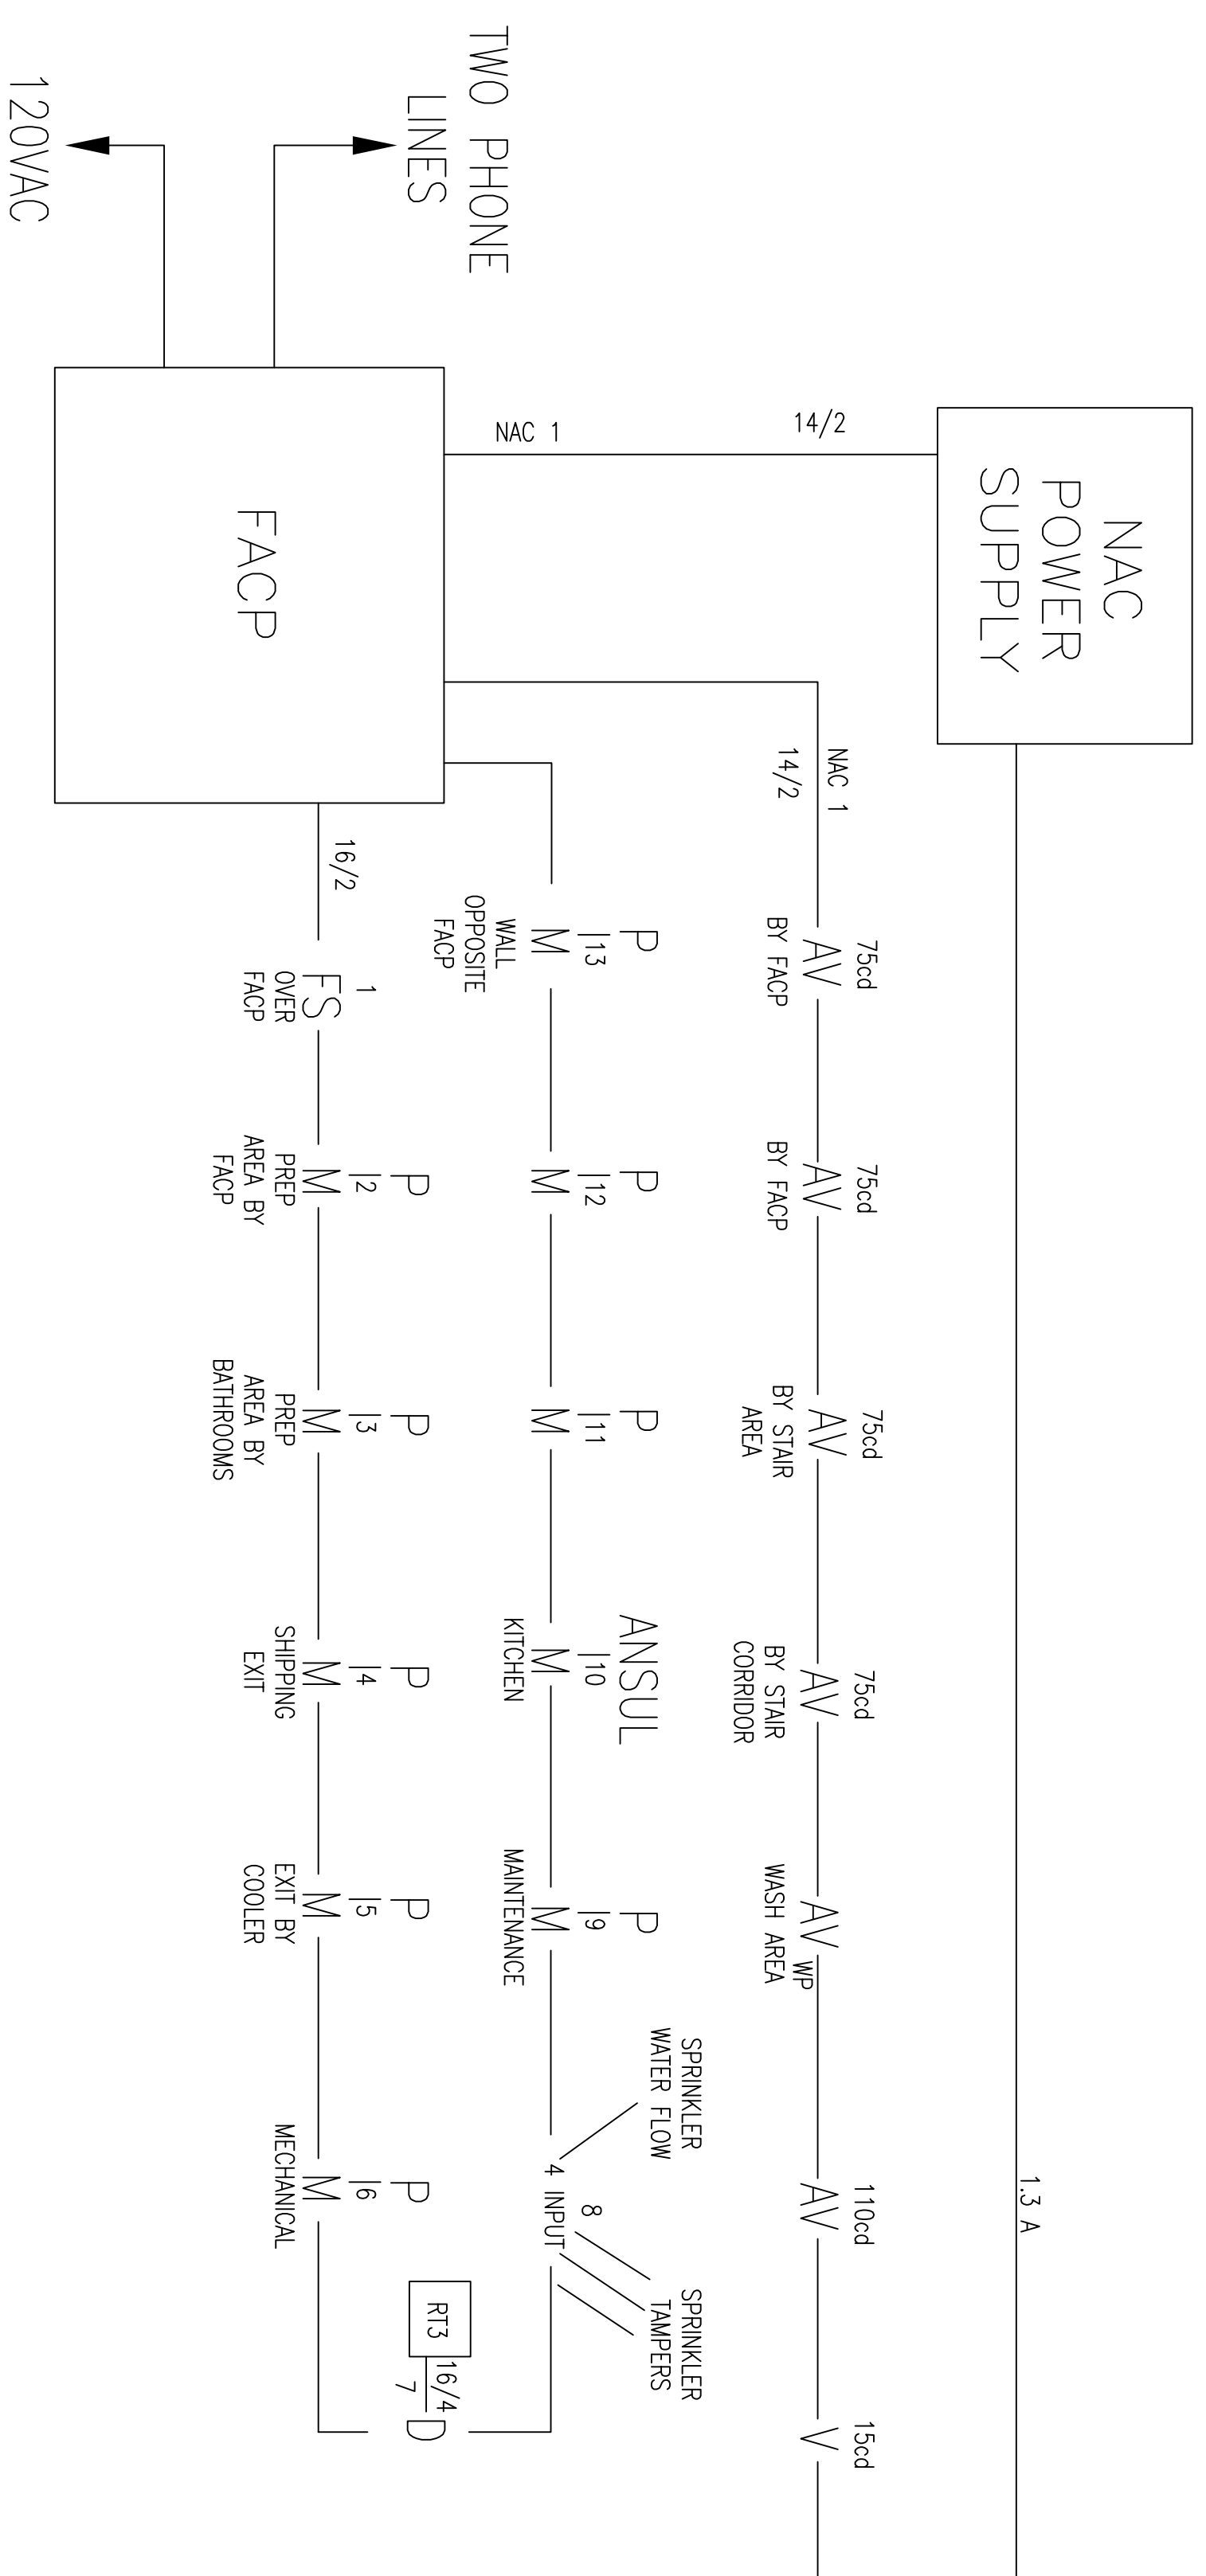 NAC
POWER
SUPPLY
1.3 A
TWO PHONE
LINES
120VAC
FACP
NAC 1
14/2
NAC 1
14/2
75cd
AV
BY FACP
75cd
AV
BY FACP
75cd
AV
BY STAIR
AREA
75cd
AV
BY STAIR
CORRIDOR
AV
WP
WASH AREA
110cd
AV
15cd
V
P
13
M
WALL
OPPOSITE
FACP
P
12
M
P
11
M
ANSUL
10
M
KITCHEN
P
9
M
MAINTENANCE
SPRINKLER
WATER FLOW
8
4 INPUT
SPRINKLER
TAMPERS
16/2
1
FS
OVER
FACP
P
2
M
PREP
AREA BY
FACP
P
3
M
PREP
AREA BY
BATHROOMS
P
4
M
SHIPPING
EXIT
P
5
M
EXIT BY
COOLER
P
6
M
MECHANICAL
RT3
16/4
7
D